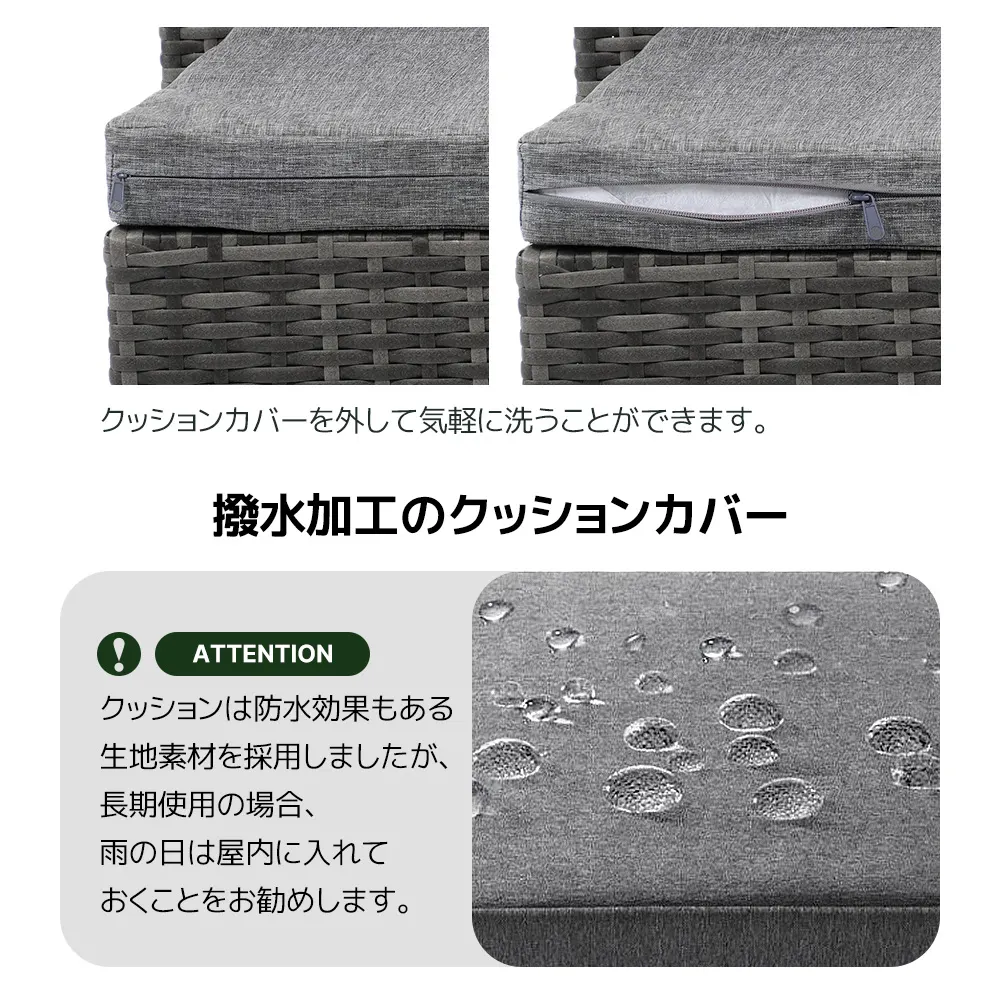 クッションカバーを外して気軽に洗うことができます。
撥水加工のクッションカバー
! ATTENTION
クッションは防水効果もある
生地素材を採用しましたが、
長期使用の場合、
雨の日は屋内に入れて
おくことをお勧めします。